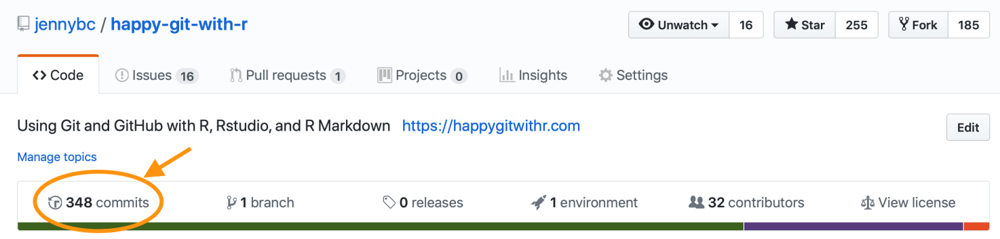 jennybc / happy-git-with-r Unwatch 16 Star 255 Fork 185
Code Issues 16 Pull requests 1 Projects 0 Insights Settings
Using Git and GitHub with R, Rstudio, and R Markdown https://happygitwithr.com Edit
Manage topics
348 commits 1 branch 0 releases 1 environment 32 contributors View license